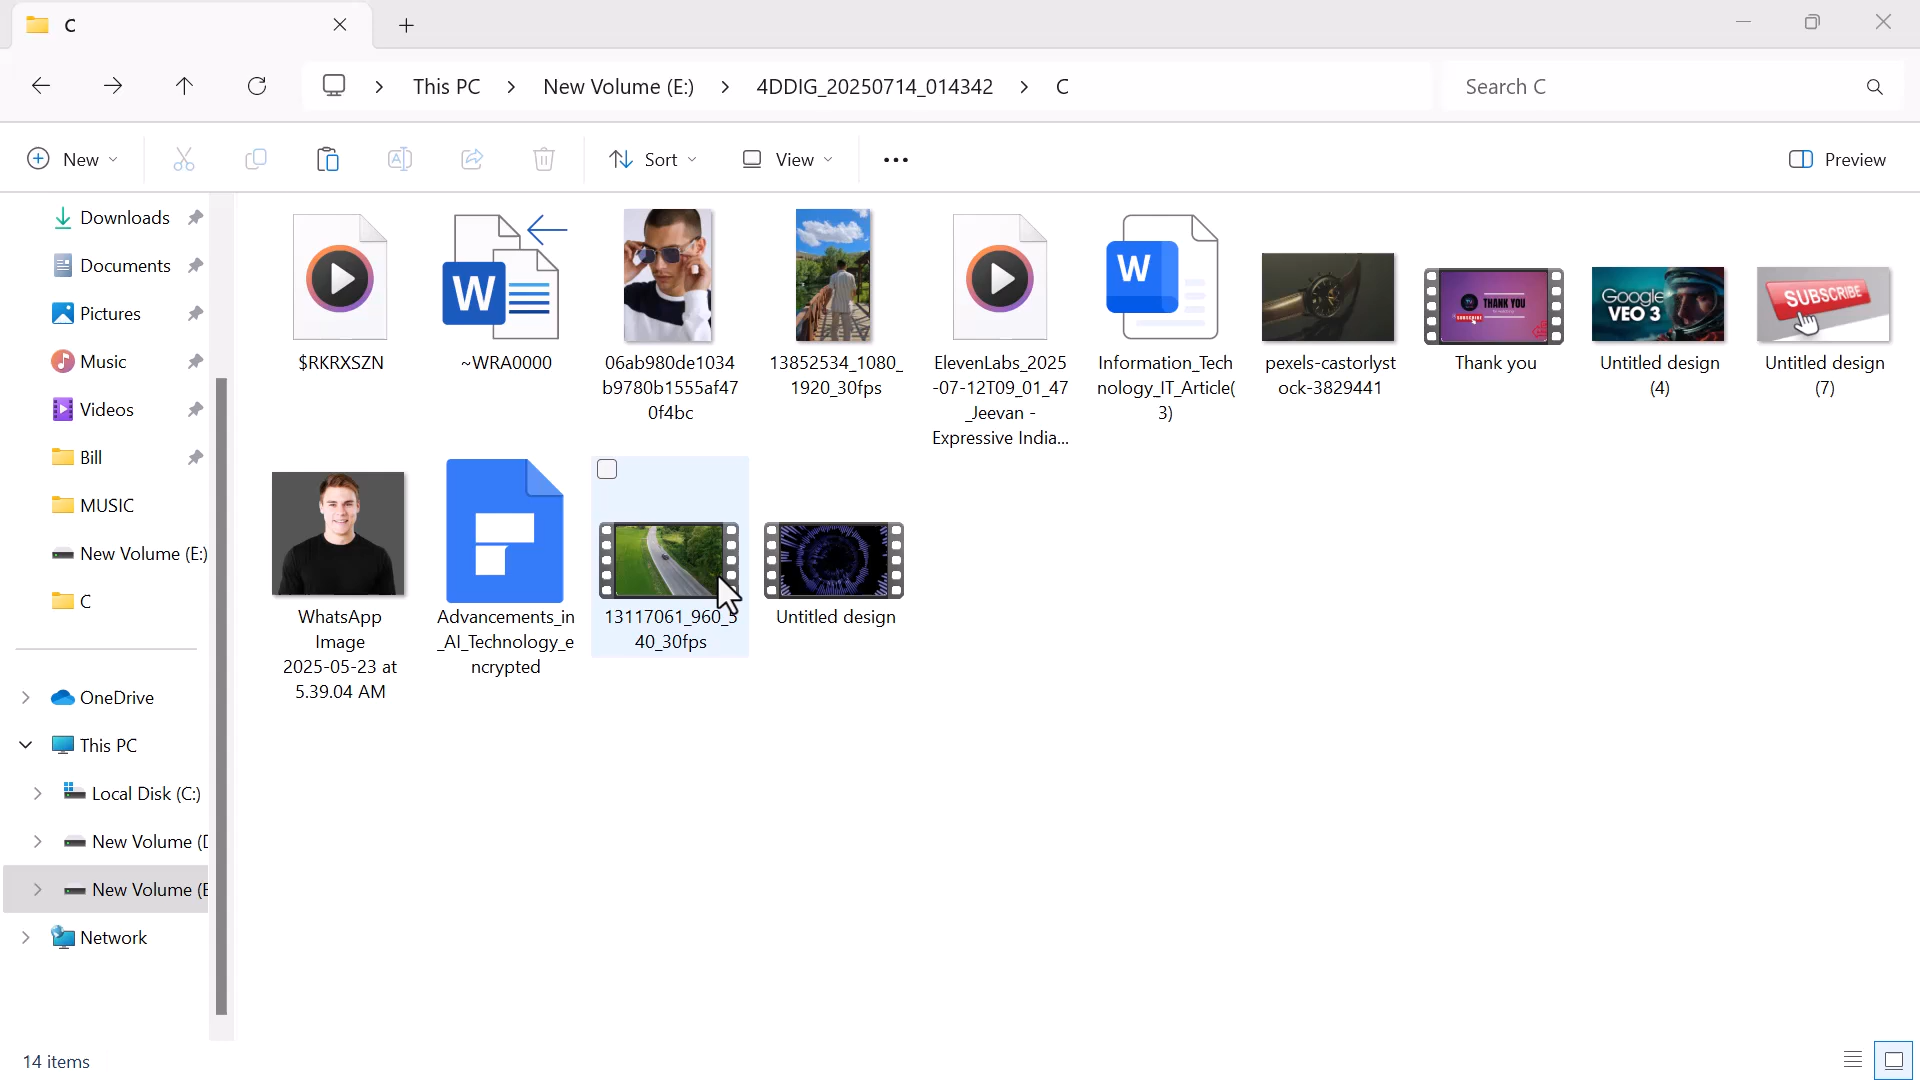 C
This PC > New Volume (E:) > 4DDIG_20250714_014342 > C
Search C
New
Sort
View
Preview
Downloads
Documents
Pictures
Music
Videos
Bill
MUSIC
New Volume (E:)
C
OneDrive
This PC
Local Disk (C:)
New Volume (D
New Volume (E
Network
$RKRXSZN
~WRA0000
06ab980de1034
b9780b1555af47
0f4bc
13852534_1080_
1920_30fps
ElevenLabs_2025
-07-12T09_01_47
_Jeevan -
Expressive India...
Information_Tech
nology_IT_Article(
3)
pexels-castorlyst
ock-3829441
THANK YOU
SUBSCRIBE
Thank you
Google
VEO 3
Untitled design
(4)
SUBSCRIBE
Untitled design
(7)
WhatsApp
Image
2025-05-23 at
5.39.04 AM
Advancements_in
_AI_Technology_e
ncrypted
13117061_960_5
40_30fps
Untitled design
14 items